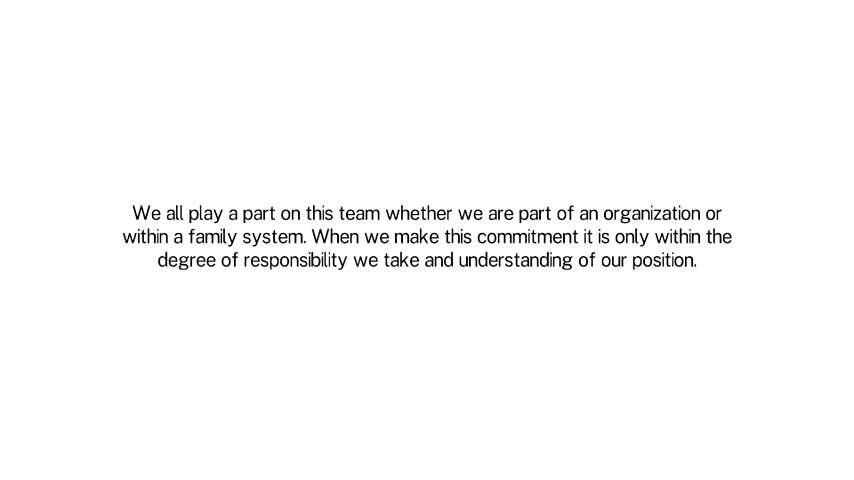 We all play a part on this team whether we are part of an organization or
within a family system. When we make this commitment it is only within the
degree of responsibility we take and understanding of our position.